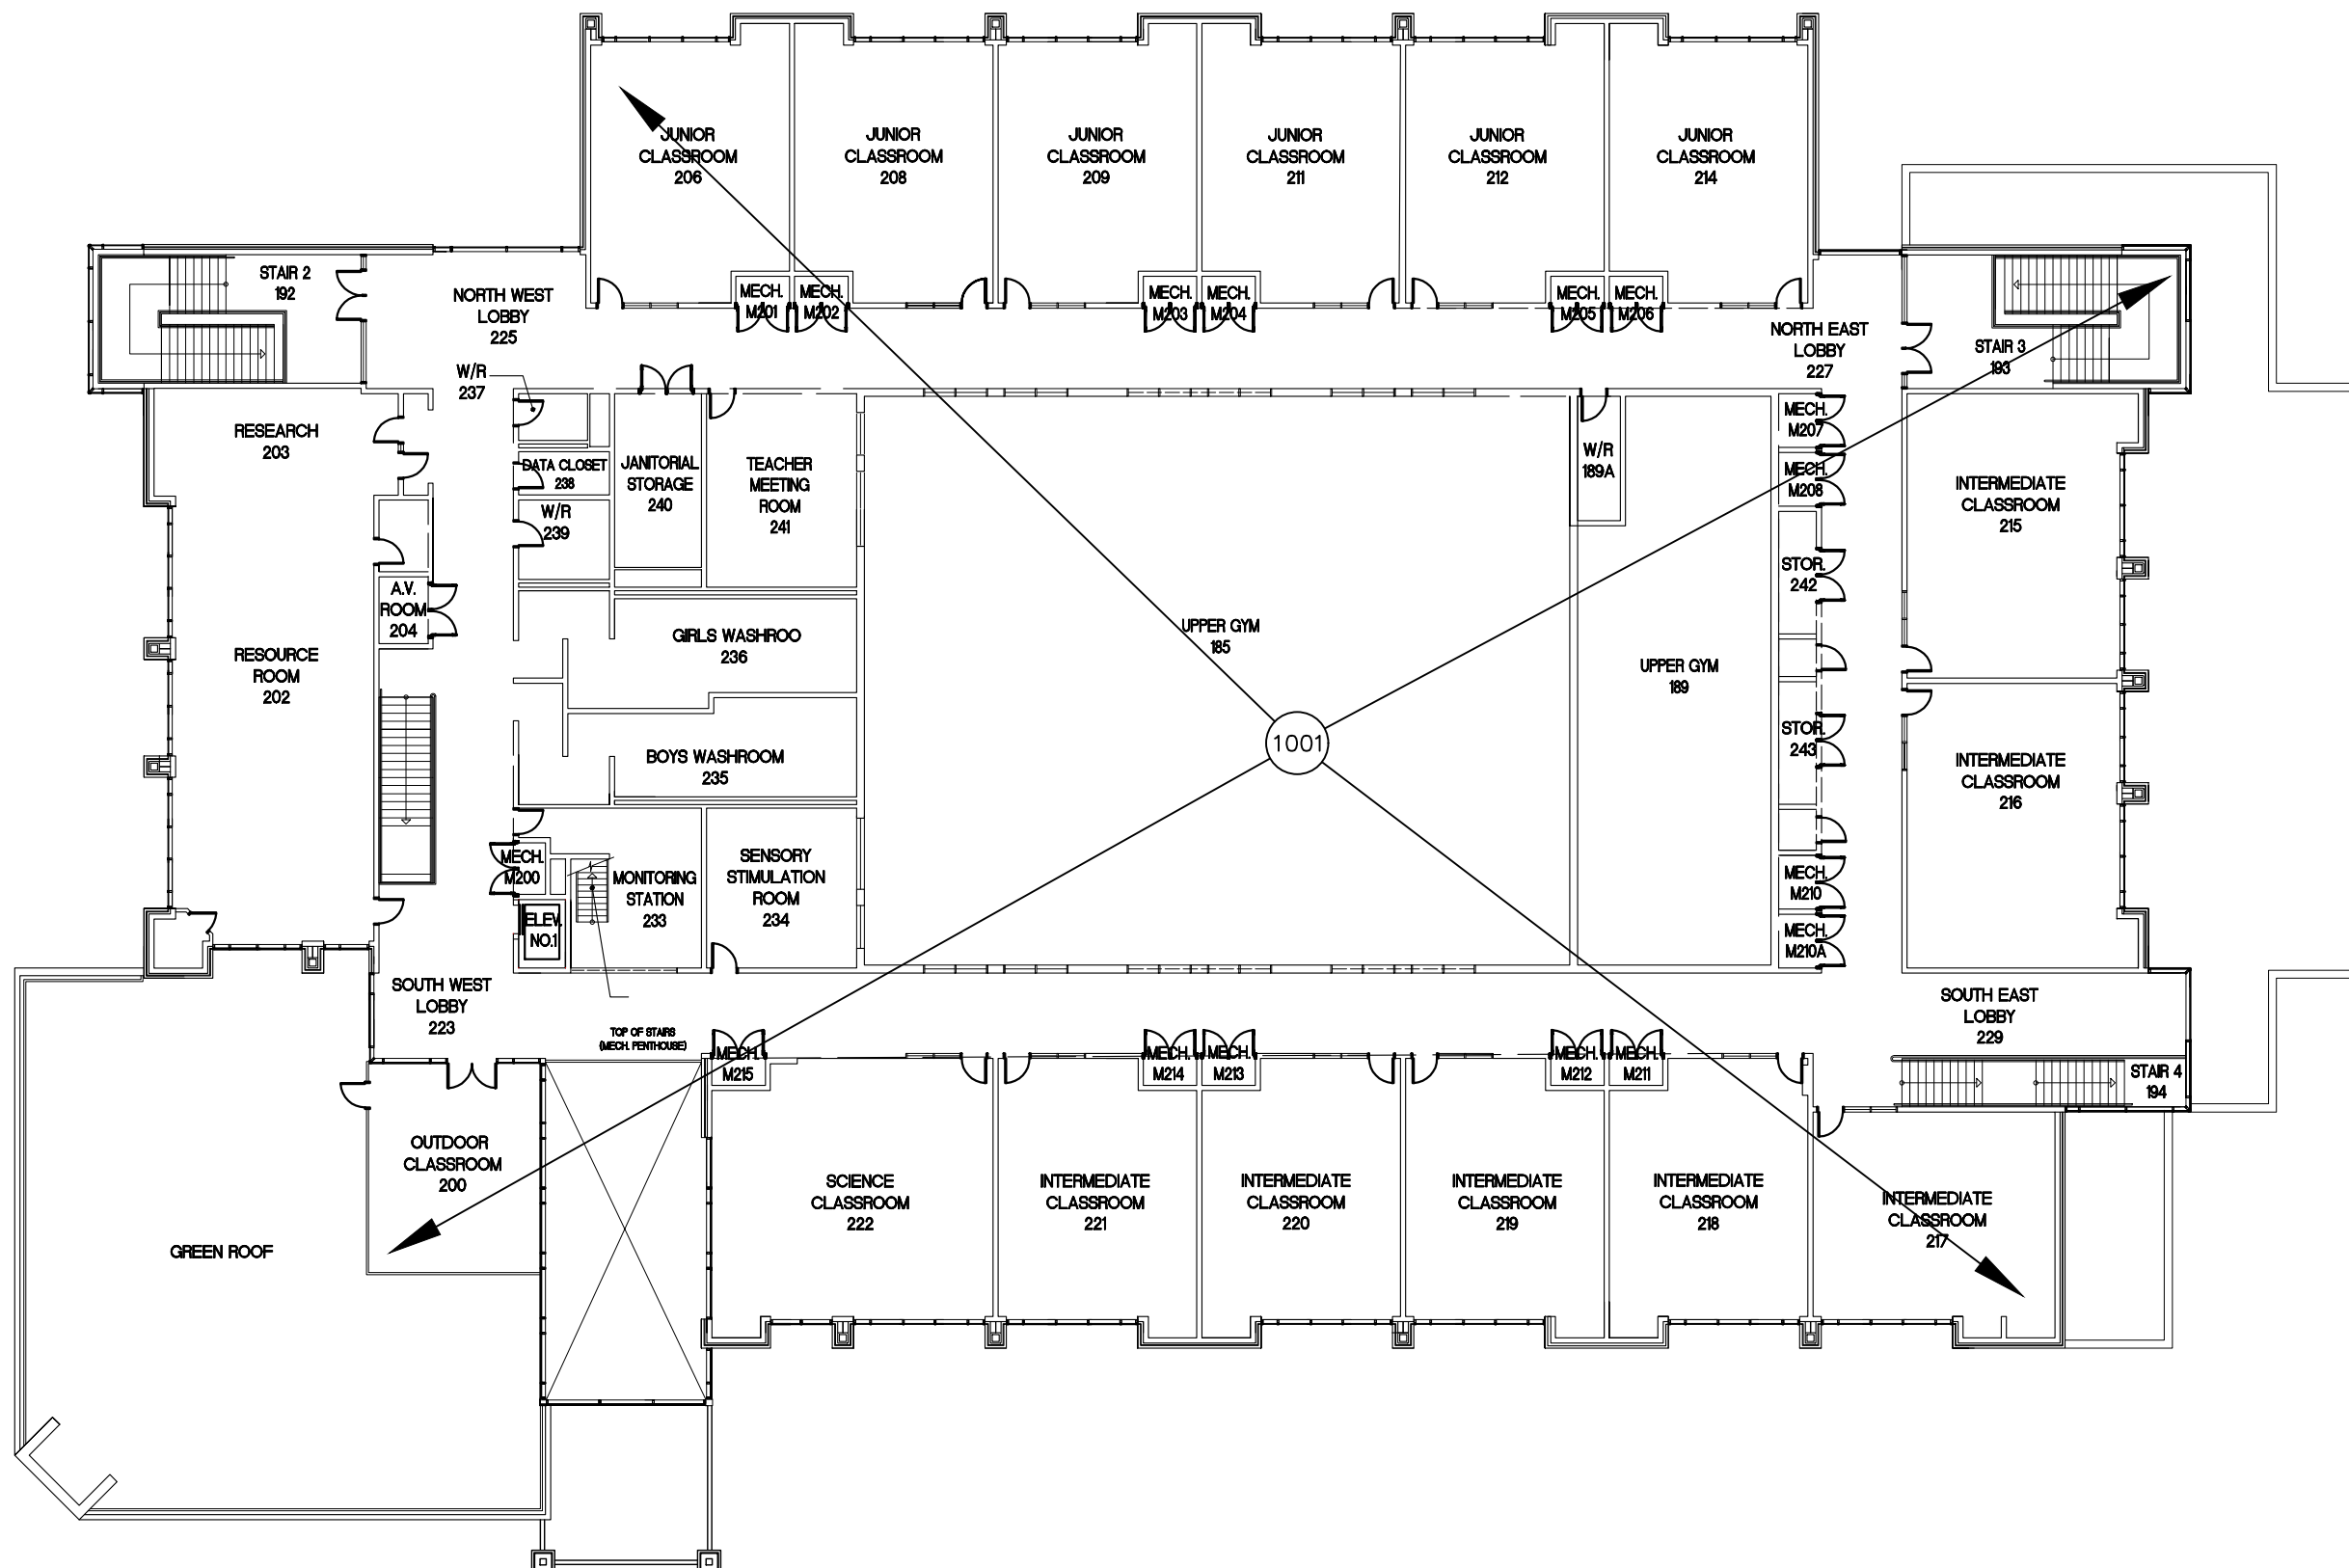 JUNIOR
CLASSROOM
206
JUNIOR
CLASSROOM
208
JUNIOR
CLASSROOM
209
JUNIOR
CLASSROOM
211
JUNIOR
CLASSROOM
212
JUNIOR
CLASSROOM
214
STAIR 2
192
NORTH WEST
LOBBY
225
MECH.
M201
MECH.
M202
MECH.
M203
MECH.
M204
MECH.
M205
MECH.
M206
NORTH EAST
LOBBY
227
STAIR 3
193
W/R
237
RESEARCH
203
DATA CLOSET
238
W/R
239
JANITORIAL
STORAGE
240
TEACHER
MEETING
ROOM
241
W/R
189A
MECH.
M207
MECH.
M208
INTERMEDIATE
CLASSROOM
215
A.V.
ROOM
204
STOR.
242
RESOURCE
ROOM
202
GIRLS WASHROO
236
UPPER GYM
185
UPPER GYM
189
BOYS WASHROOM
235
1001
STOR.
243
INTERMEDIATE
CLASSROOM
216
MECH.
M200
MONITORING
STATION
233
SENSORY
STIMULATION
ROOM
234
MECH.
M210
ELEV.
NO.1
MECH.
M210A
SOUTH WEST
LOBBY
223
SOUTH EAST
LOBBY
229
TOP OF STAIRS
(MECH. PENTHOUSE)
MECH.
M215
MECH.
M214
MECH.
M213
MECH.
M212
MECH.
M211
STAIR 4
194
OUTDOOR
CLASSROOM
200
SCIENCE
CLASSROOM
222
INTERMEDIATE
CLASSROOM
221
INTERMEDIATE
CLASSROOM
220
INTERMEDIATE
CLASSROOM
219
INTERMEDIATE
CLASSROOM
218
INTERMEDIATE
CLASSROOM
217
GREEN ROOF